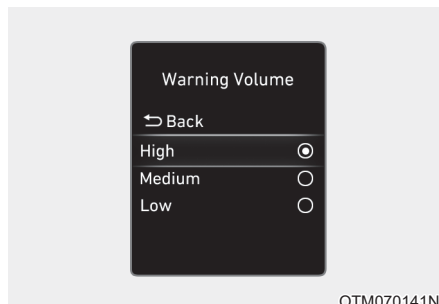 Warning Volume
Back
High
Medium
Low
OTM070141N